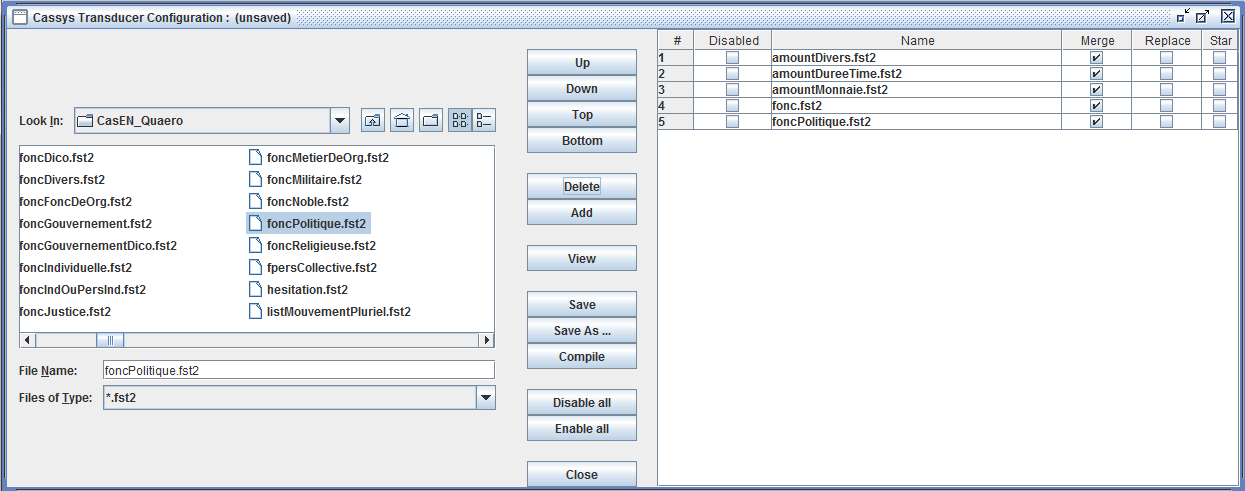 Cassys Transducer Configuration : (unsaved)
Look In: CasEN_Quaero
foncDico.fst2 foncMetierDeOrg.fst2
foncDivers.fst2 foncMilitaire.fst2
foncFoncDeOrg.fst2 foncNoble.fst2
foncGouvernement.fst2 foncPolitique.fst2
foncGouvernementDico.fst2 foncReligieuse.fst2
foncIndividuelle.fst2 fpersCollective.fst2
foncIndOuPersInd.fst2 hesitation.fst2
foncJustice.fst2 listMouvementPluriel.fst2
File Name: foncPolitique.fst2
Files of Type: *.fst2
Up
Down
Top
Bottom
Delete
Add
View
Save
Save As ...
Compile
Disable all
Enable all
Close
# Disabled Name Merge Replace Star
1 amountDivers.fst2
2 amountDureeTime.fst2
3 amountMonnaie.fst2
4 fonc.fst2
5 foncPolitique.fst2